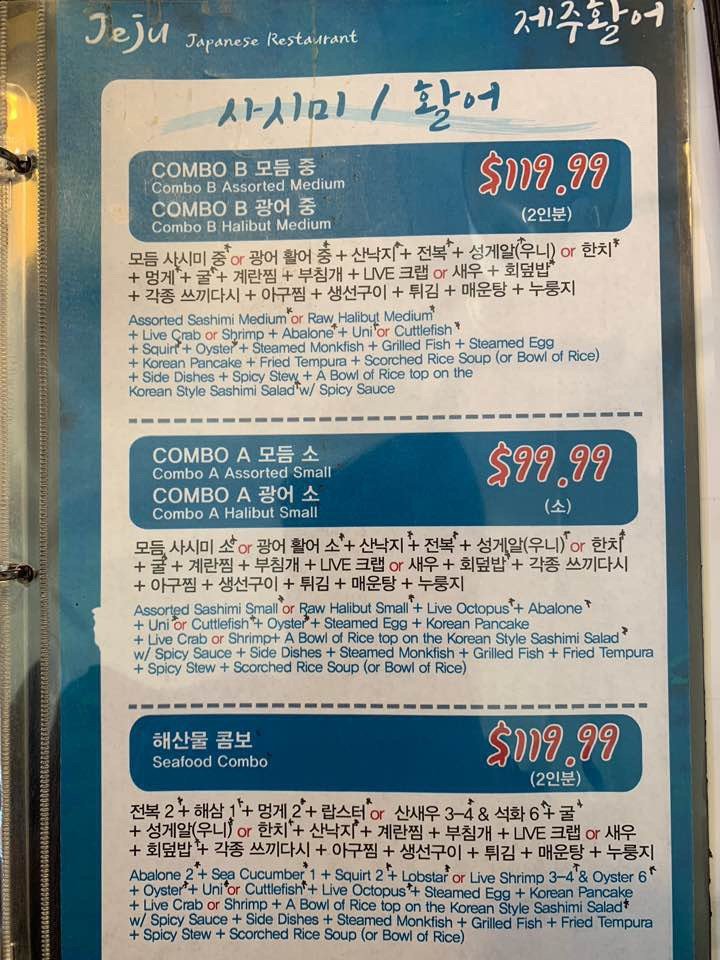 Jeju Japanese Restaurant 제주활어
사시미 / 활어
COMBO B 모듬 중
Combo B Assorted Medium
COMBO B 광어 중
Combo B Halibut Medium
$119.99
(2인분)
모듬 사시미 중* or 광어 활어 중* + 산낙지* + 전복* + 성게알(우니)* or 한치*
+ 멍게* + 굴* + 계란찜 + 부침개 + LIVE 크랩 or 새우 + 회덮밥*
+ 각종 쓰끼다시 + 아구찜 + 생선구이 + 튀김 + 매운탕 + 누룽지
Assorted Sashimi Medium* or Raw Halibut Medium*
+ Live Crab or Shrimp + Abalone* + Uni* or Cuttlefish*
+ Squirt* + Oyster* + Steamed Monkfish + Grilled Fish + Steamed Egg
+ Korean Pancake + Fried Tempura + Scorched Rice Soup (or Bowl of Rice)
+ Side Dishes + Spicy Stew + A Bowl of Rice top on the
Korean Style Sashimi Salad* w/ Spicy Sauce
COMBO A 모듬 소
Combo A Assorted Small
COMBO A 광어 소
Combo A Halibut Small
$99.99
(소)
모듬 사시미 소* or 광어 활어 소* + 산낙지* + 전복* + 성게알(우니)* or 한치*
+ 굴* + 계란찜 + 부침개 + LIVE 크랩 or 새우 + 회덮밥* + 각종 쓰끼다시
+ 아구찜 + 생선구이 + 튀김 + 매운탕 + 누룽지
Assorted Sashimi Small* or Raw Halibut Small* + Live Octopus* + Abalone*
+ Uni* or Cuttlefish* + Oyster* + Steamed Egg + Korean Pancake
+ Live Crab or Shrimp+ A Bowl of Rice top on the Korean Style Sashimi Salad*
w/ Spicy Sauce + Side Dishes + Steamed Monkfish + Grilled Fish + Fried Tempura
+ Spicy Stew + Scorched Rice Soup (or Bowl of Rice)
해산물 콤보*
Seafood Combo*
$119.99
(2인분)
전복 2* + 해삼 1* + 멍게 2* + 랍스터* or 산새우 3-4 & 석화 6* + 굴*
+ 성게알(우니)* or 한치* + 산낙지* + 계란찜 + 부침개 + LIVE 크랩 or 새우
+ 회덮밥* + 각종 쓰끼다시 + 아구찜 + 생선구이 + 튀김 + 매운탕 + 누룽지
Abalone 2* + Sea Cucumber* 1 + Squirt 2* + Lobstar* or Live Shrimp 3-4* & Oyster 6*
+ Oyster* + Uni* or Cuttlefish* + Live Octopus* + Steamed Egg + Korean Pancake
+ Live Crab or Shrimp + A Bowl of Rice top on the Korean Style Sashimi Salad*
w/ Spicy Sauce + Side Dishes + Steamed Monkfish + Grilled Fish + Fried Tempura
+ Spicy Stew + Scorched Rice Soup (or Bowl of Rice)